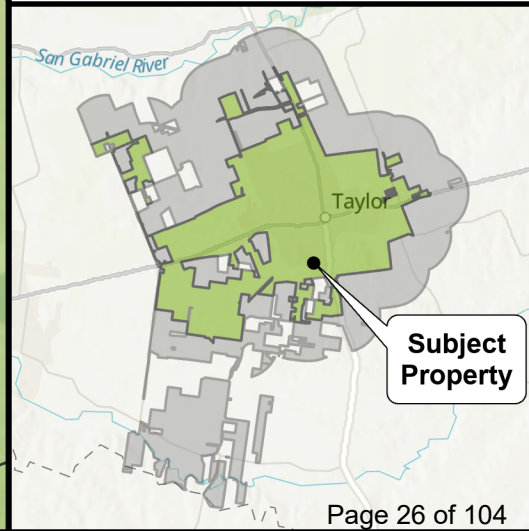 San Gabriel River
Taylor
Subject
Property
Page 26 of 104